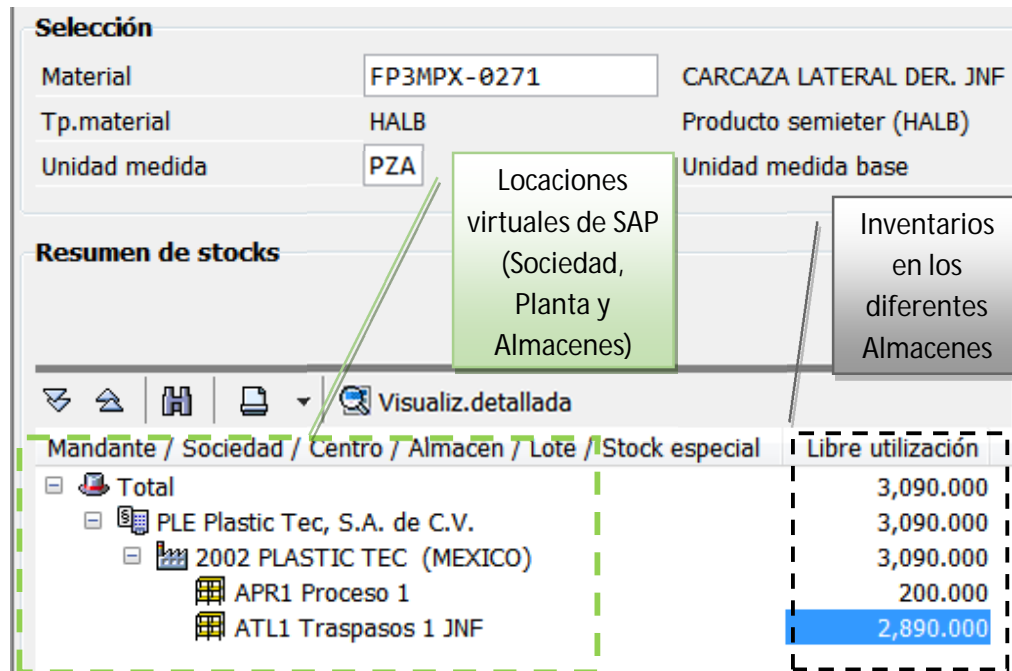 Selección
Material FP3MPX-0271 CARCAZA LATERAL DER. JNF
Tp.material HALB Producto semieter (HALB)
Unidad medida PZA Unidad medida base
Locaciones
virtuales de SAP
(Sociedad,
Planta y
Almacenes)
Inventarios
en los
diferentes
Almacenes
Resumen de stocks
Visualiz.detallada
Mandante / Sociedad / Centro / Almacén / Lote / Stock especial Libre utilización
Total 3,090.000
PLE Plastic Tec, S.A. de C.V. 3,090.000
2002 PLASTIC TEC (MEXICO) 3,090.000
APR1 Proceso 1 200.000
ATL1 Traspasos 1 JNF 2,890.000